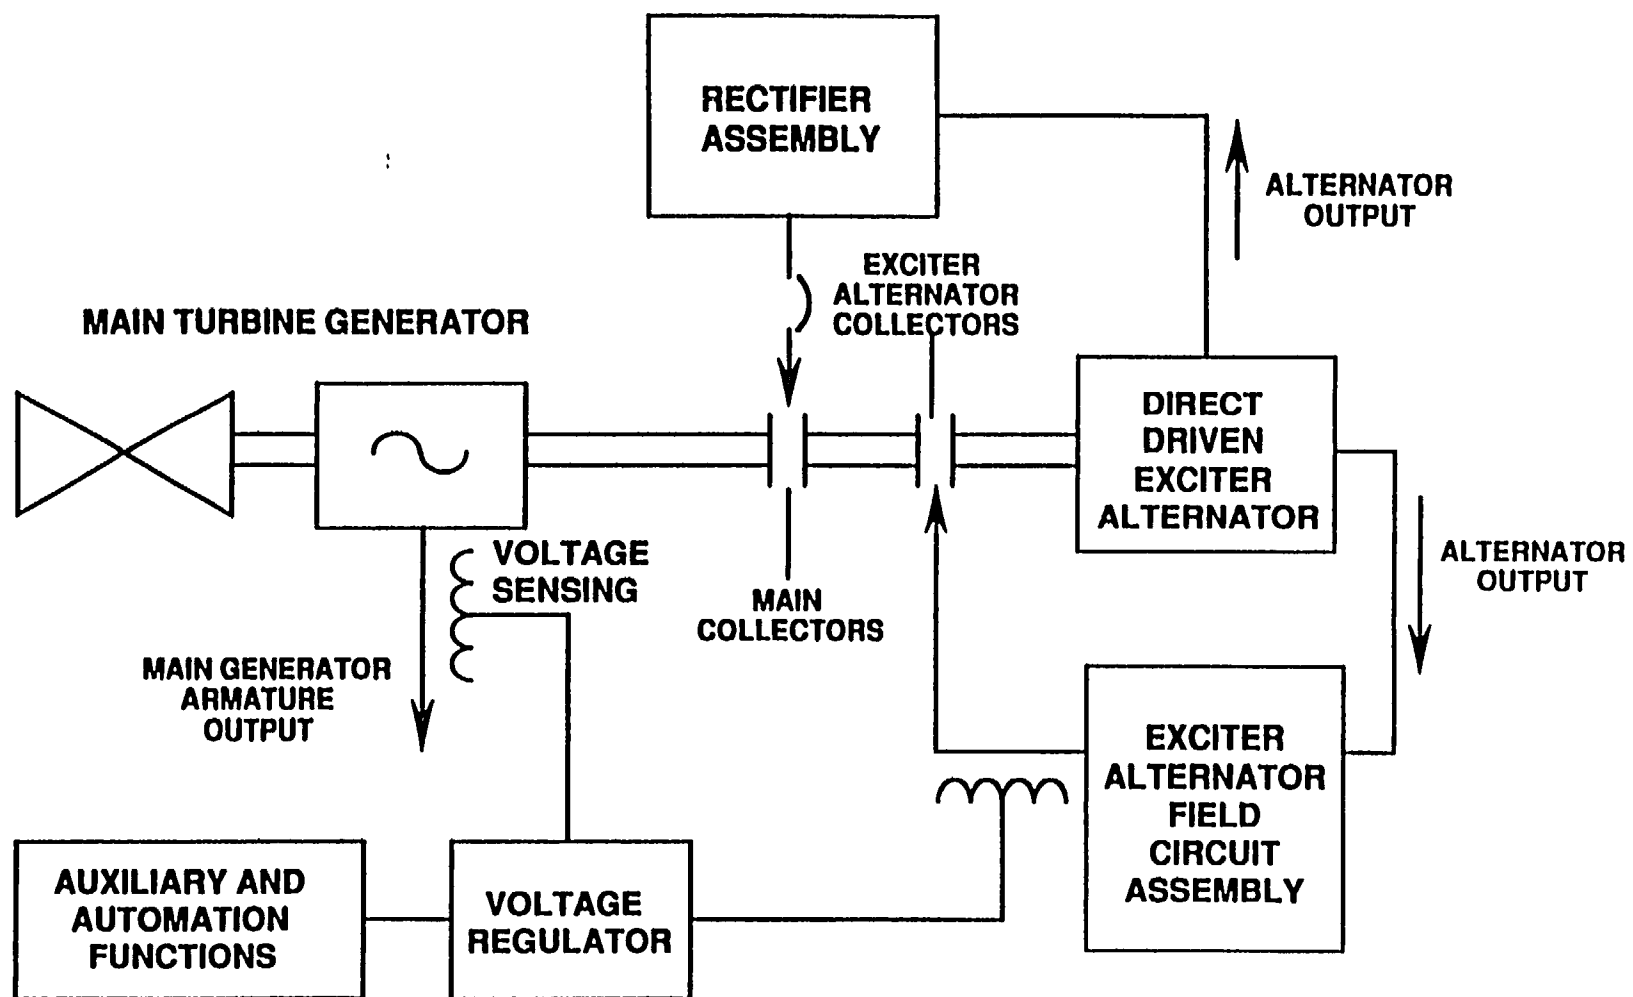 RECTIFIER
ASSEMBLY
ALTERNATOR
OUTPUT
EXCITER
ALTERNATOR
COLLECTORS
MAIN TURBINE GENERATOR
DIRECT
DRIVEN
EXCITER
ALTERNATOR
VOLTAGE
SENSING
MAIN
COLLECTORS
ALTERNATOR
OUTPUT
MAIN GENERATOR
ARMATURE
OUTPUT
EXCITER
ALTERNATOR
FIELD
CIRCUIT
ASSEMBLY
AUXILIARY AND
AUTOMATION
FUNCTIONS
VOLTAGE
REGULATOR